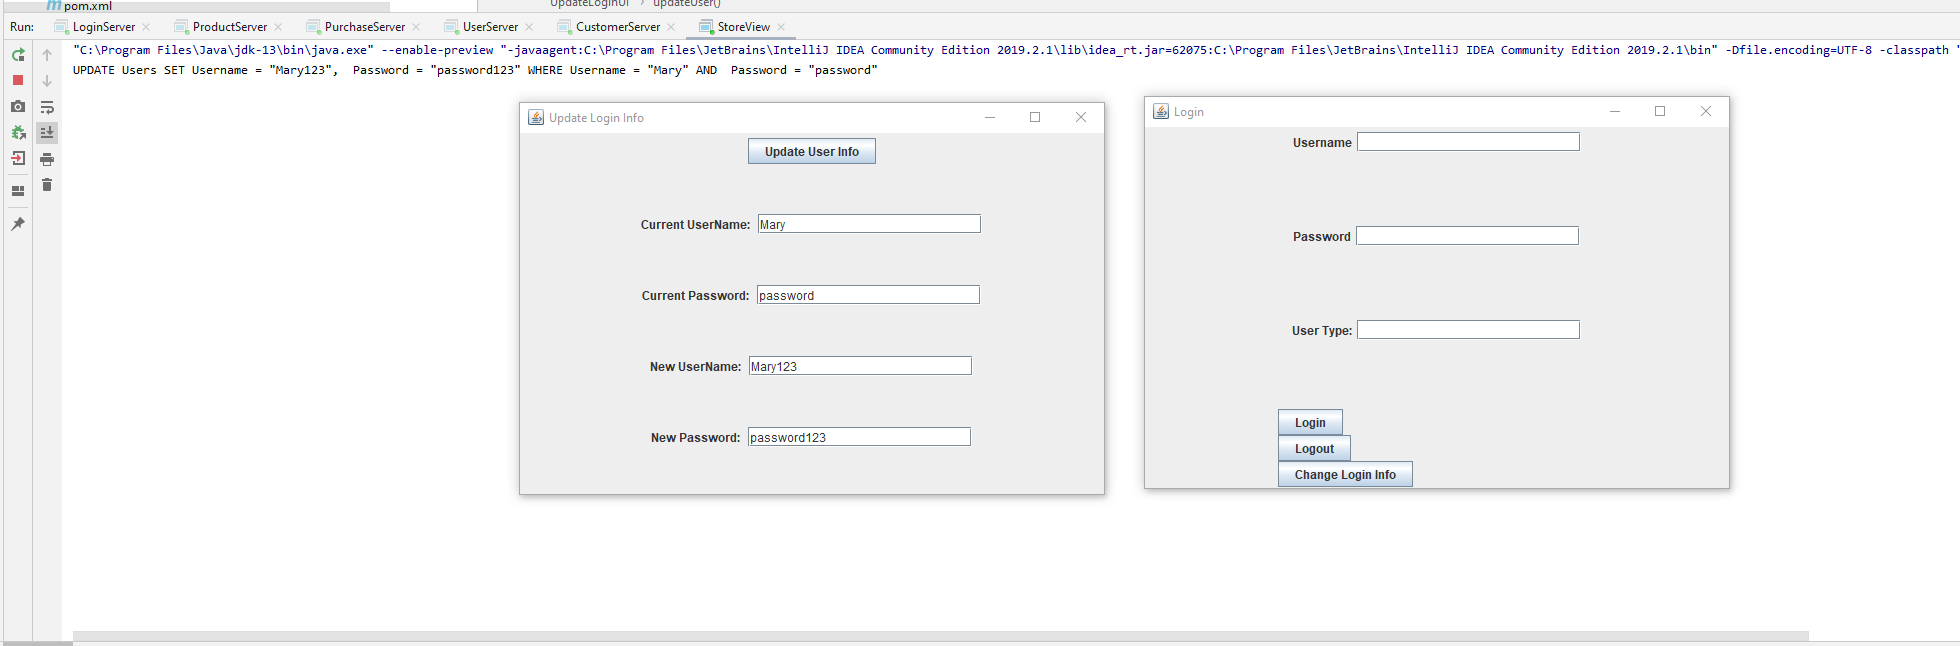 pom.xml
UpdateLoginUI › updateUser()
Run: LoginServer ProductServer PurchaseServer UserServer CustomerServer StoreView
"C:\Program Files\Java\jdk-13\bin\java.exe" --enable-preview "-javaagent:C:\Program Files\JetBrains\IntelliJ IDEA Community Edition 2019.2.1\lib\idea_rt.jar=62075:C:\Program Files\JetBrains\IntelliJ IDEA Community Edition 2019.2.1\bin" -Dfile.encoding=UTF-8 -classpath "
UPDATE Users SET Username = "Mary123",  Password = "password123" WHERE Username = "Mary" AND  Password = "password"
Update Login Info
Update User Info
Current UserName: Mary
Current Password: password
New UserName: Mary123
New Password: password123
Login
Username
Password
User Type:
Login
Logout
Change Login Info